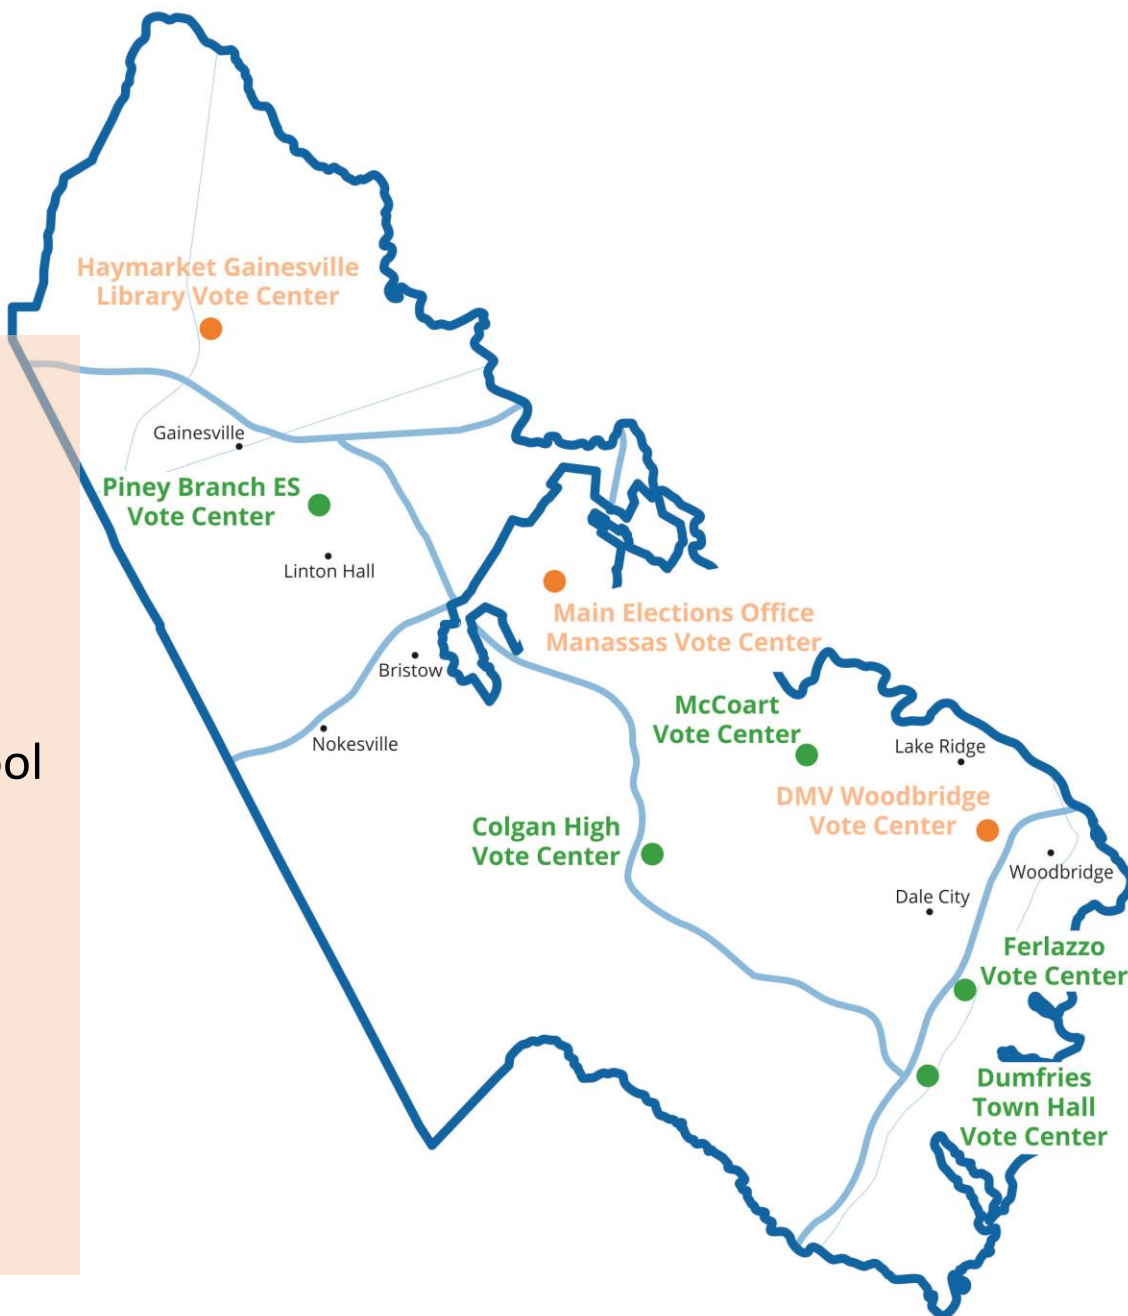 Haymarket Gainesville
Library Vote Center
Gainesville
Piney Branch ES
Vote Center
Linton Hall
Main Elections Office
Manassas Vote Center
Bristow
McCoart
Vote Center
Nokesville
Lake Ridge
ool
DMV Woodbridge
Vote Center
Colgan High
Vote Center
Woodbridge
Dale City
Ferlazzo
Vote Center
Dumfries
Town Hall
Vote Center